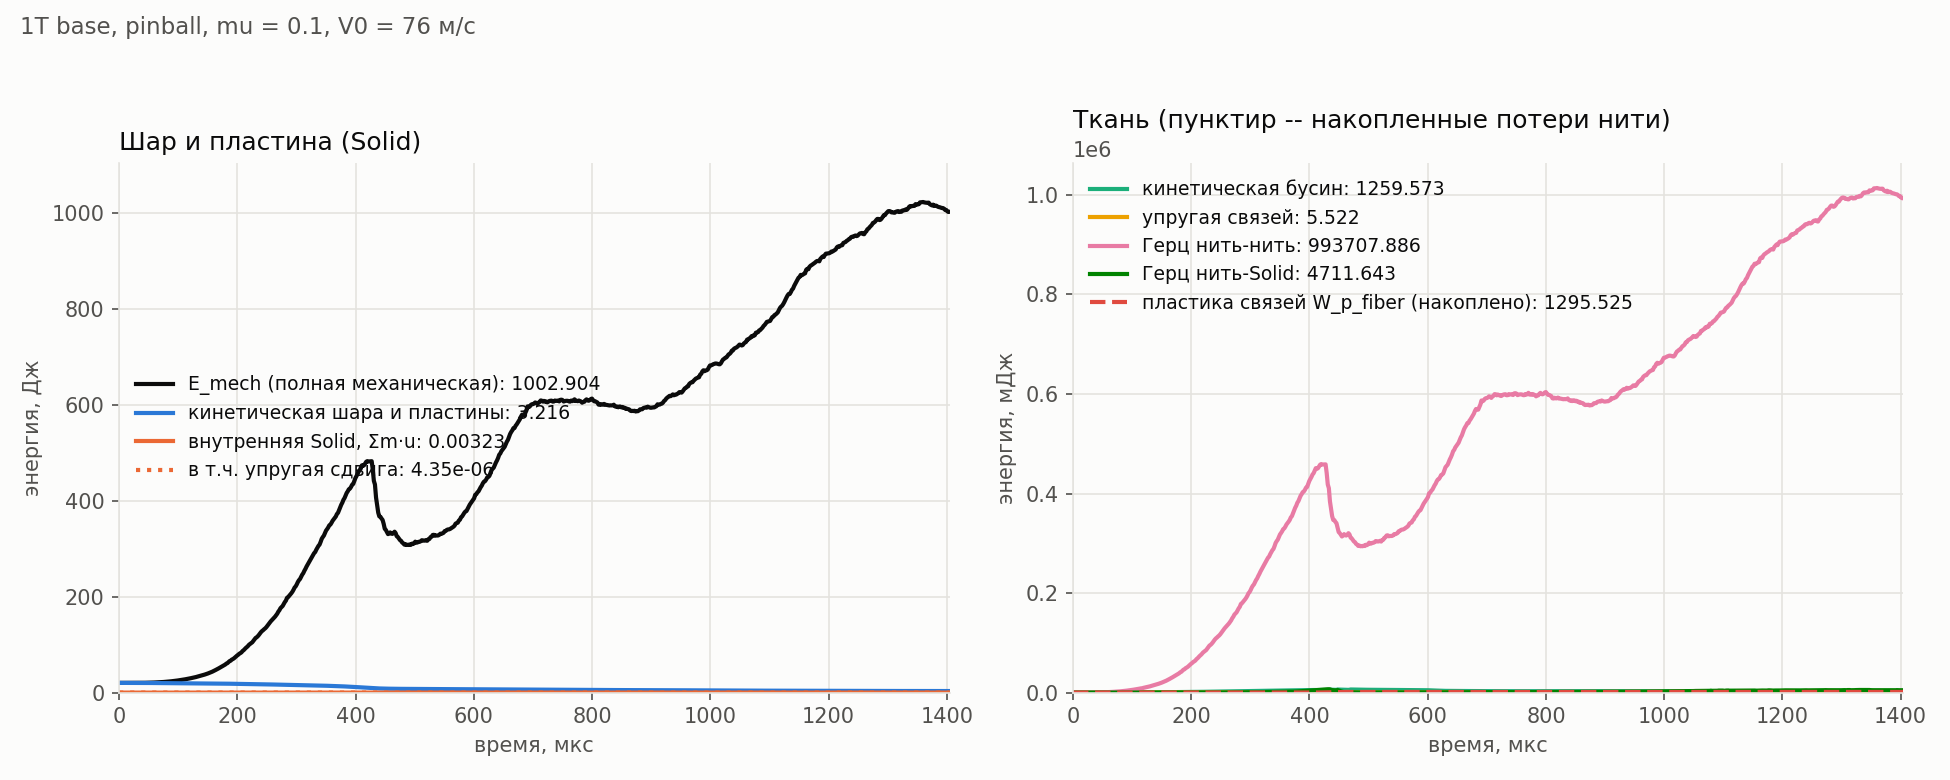 1T base, pinball, mu = 0.1, V0 = 76 м/с
Шар и пластина (Solid)
энергия, Дж
1000
800
600
400
200
0
E_mech (полная механическая): 1002.904
кинетическая шара и пластины: 3.216
внутренняя Solid, Σm·u: 0.00323
в т.ч. упругая сдвига: 4.35e-06
0 200 400 600 800 1000 1200 1400
время, мкс
Ткань (пунктир -- накопленные потери нити)
1e6
энергия, мДж
1.0
0.8
0.6
0.4
0.2
0.0
кинетическая бусин: 1259.573
упругая связей: 5.522
Герц нить-нить: 993707.886
Герц нить-Solid: 4711.643
пластика связей W_p_fiber (накоплено): 1295.525
0 200 400 600 800 1000 1200 1400
время, мкс